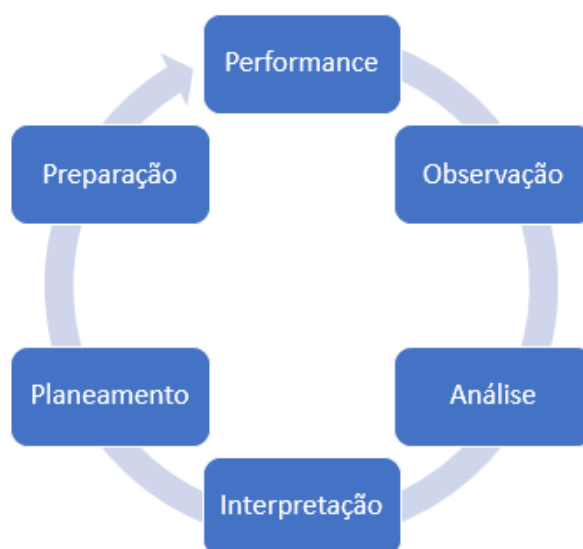 Performance
Observação
Análise
Interpretação
Planeamento
Preparação